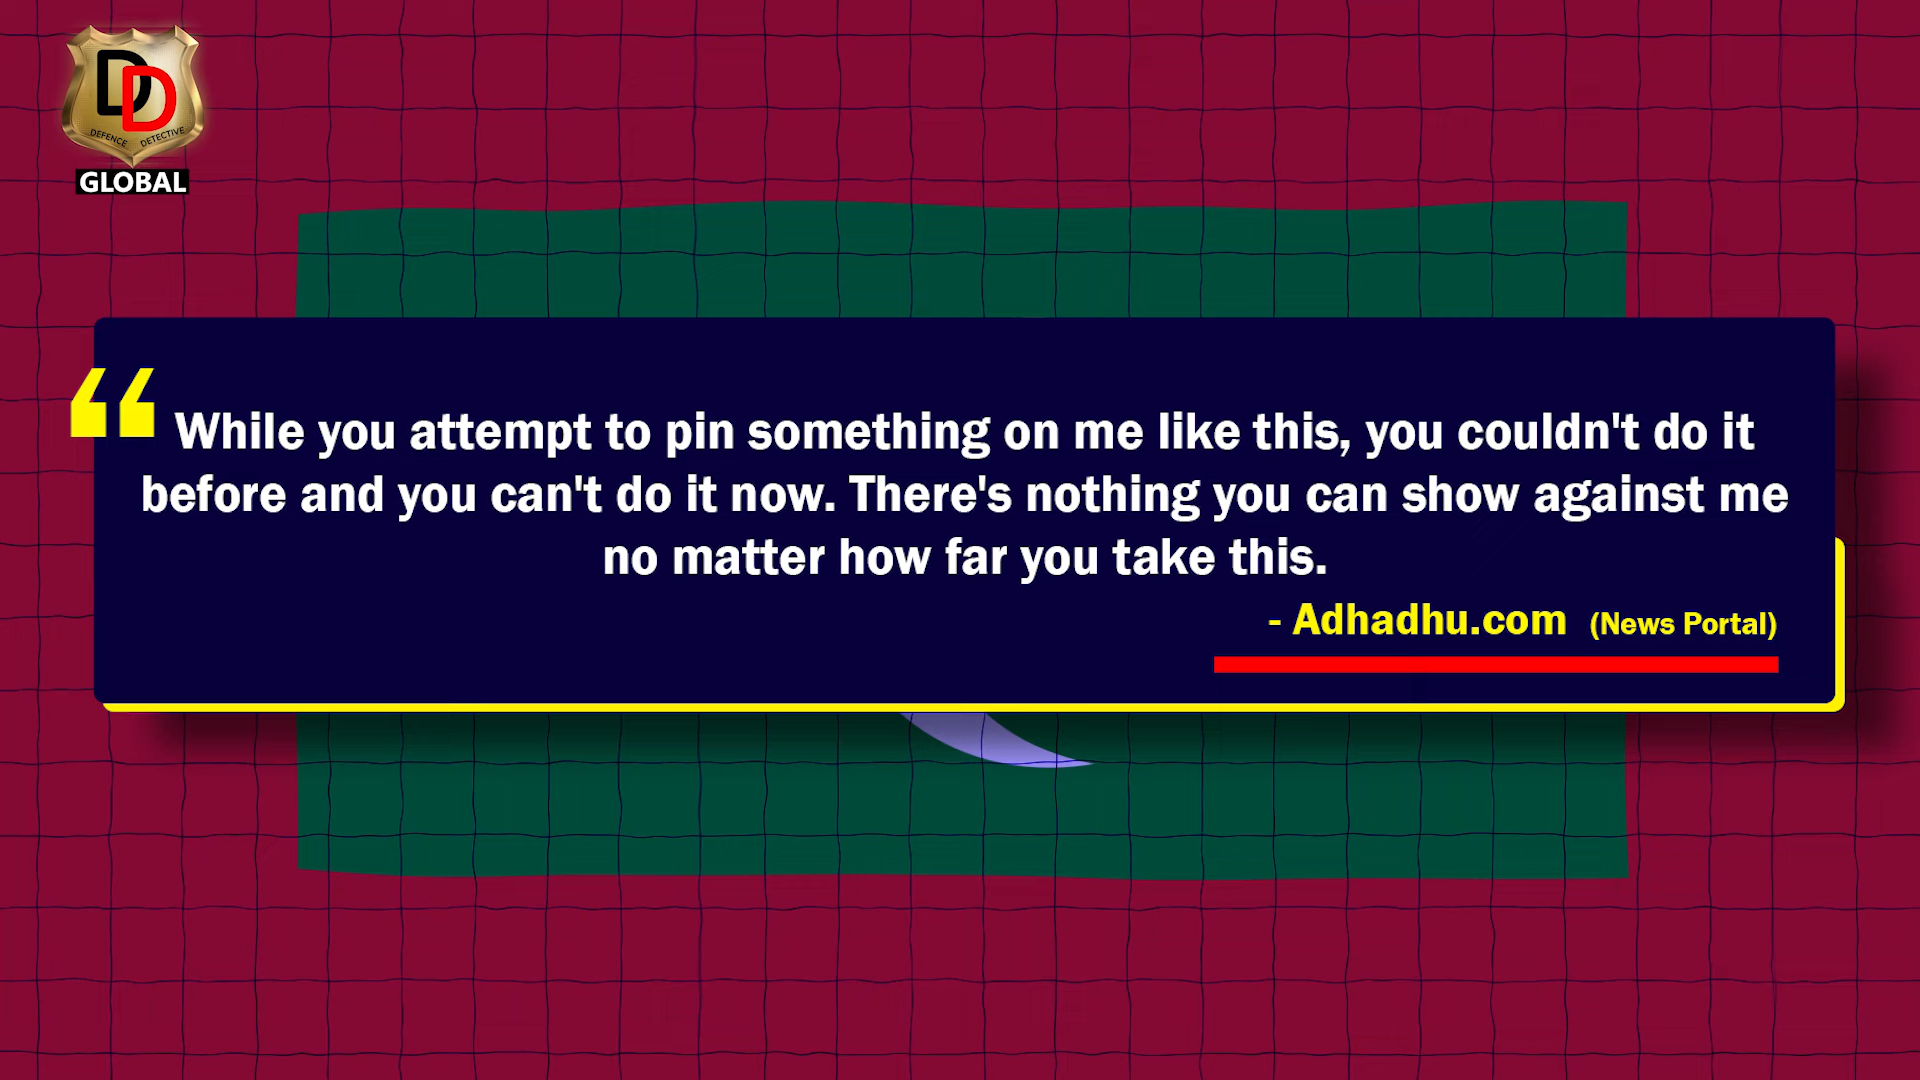 DD
DEFENCE DETECTIVE
GLOBAL
“ While you attempt to pin something on me like this, you couldn't do it
before and you can't do it now. There's nothing you can show against me
no matter how far you take this.
- Adhadhu.com (News Portal)